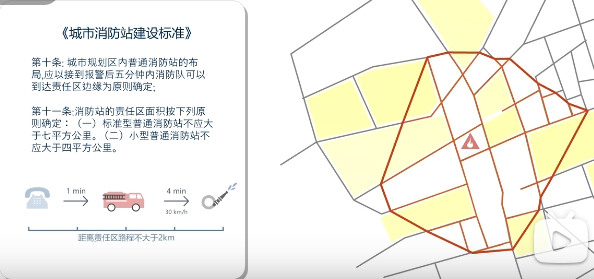 《城市消防站建设标准》
第十条: 城市规划区内普通消防站的布
局,应以接到报警后五分钟内消防队可以
到达责任区边缘为原则确定;
第十一条:消防站的责任区面积按下列原
则确定：（一）标准型普通消防站不应大
于七平方公里。（二）小型普通消防站不
应大于四平方公里。
1 min
4 min
30 km/h
距离责任区路程不大于2km